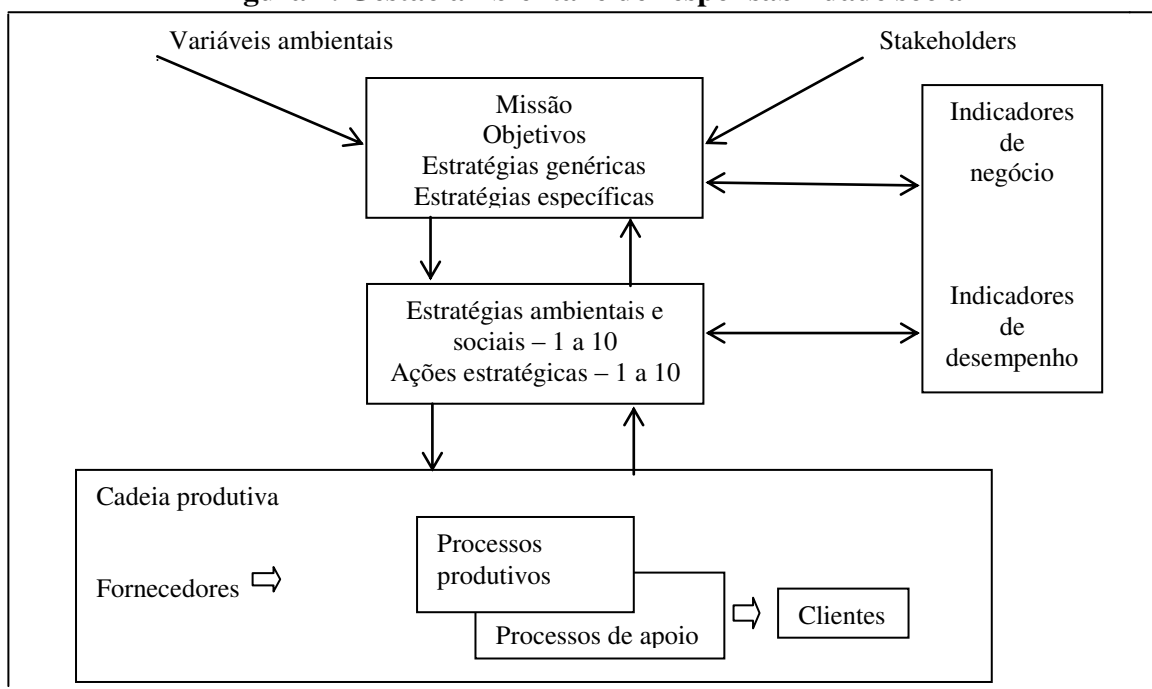 Variáveis ambientais
Stakeholders
Missão
Objetivos
Estratégias genéricas
Estratégias específicas
Indicadores
de
negócio
Estratégias ambientais e
sociais – 1 a 10
Ações estratégicas – 1 a 10
Indicadores
de
desempenho
Cadeia produtiva
Processos
produtivos
Fornecedores
Processos de apoio
Clientes